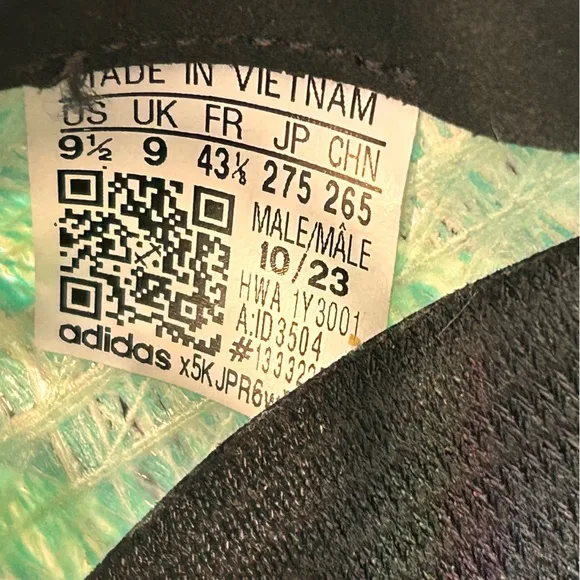 MADE IN VIETNAM
US UK FR JP CHN
9½ 9 43⅓ 275 265
MALE/MÂLE
10/23
HWA 1Y3001
A:ID3504
adidas